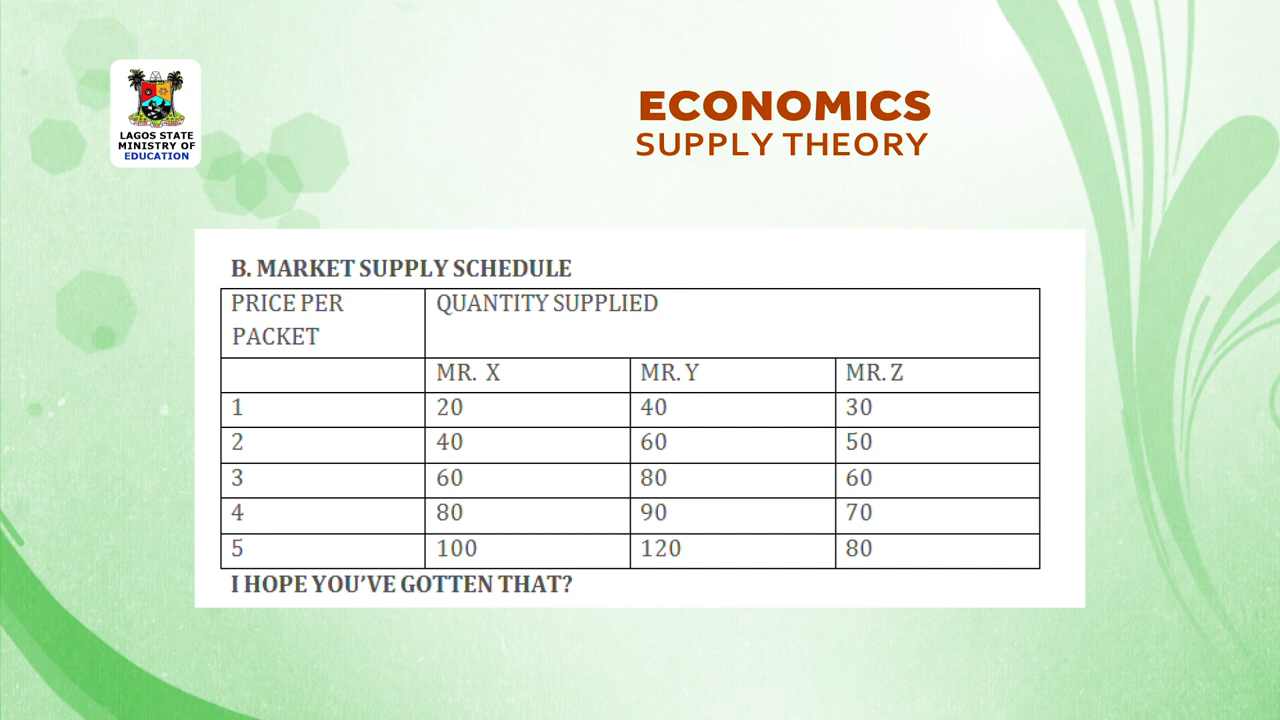 LAGOS STATE
MINISTRY OF
EDUCATION
ECONOMICS
SUPPLY THEORY
B. MARKET SUPPLY SCHEDULE
PRICE PER PACKET QUANTITY SUPPLIED
MR. X MR. Y MR. Z
1 20 40 30
2 40 60 50
3 60 80 60
4 80 90 70
5 100 120 80
I HOPE YOU’VE GOTTEN THAT?